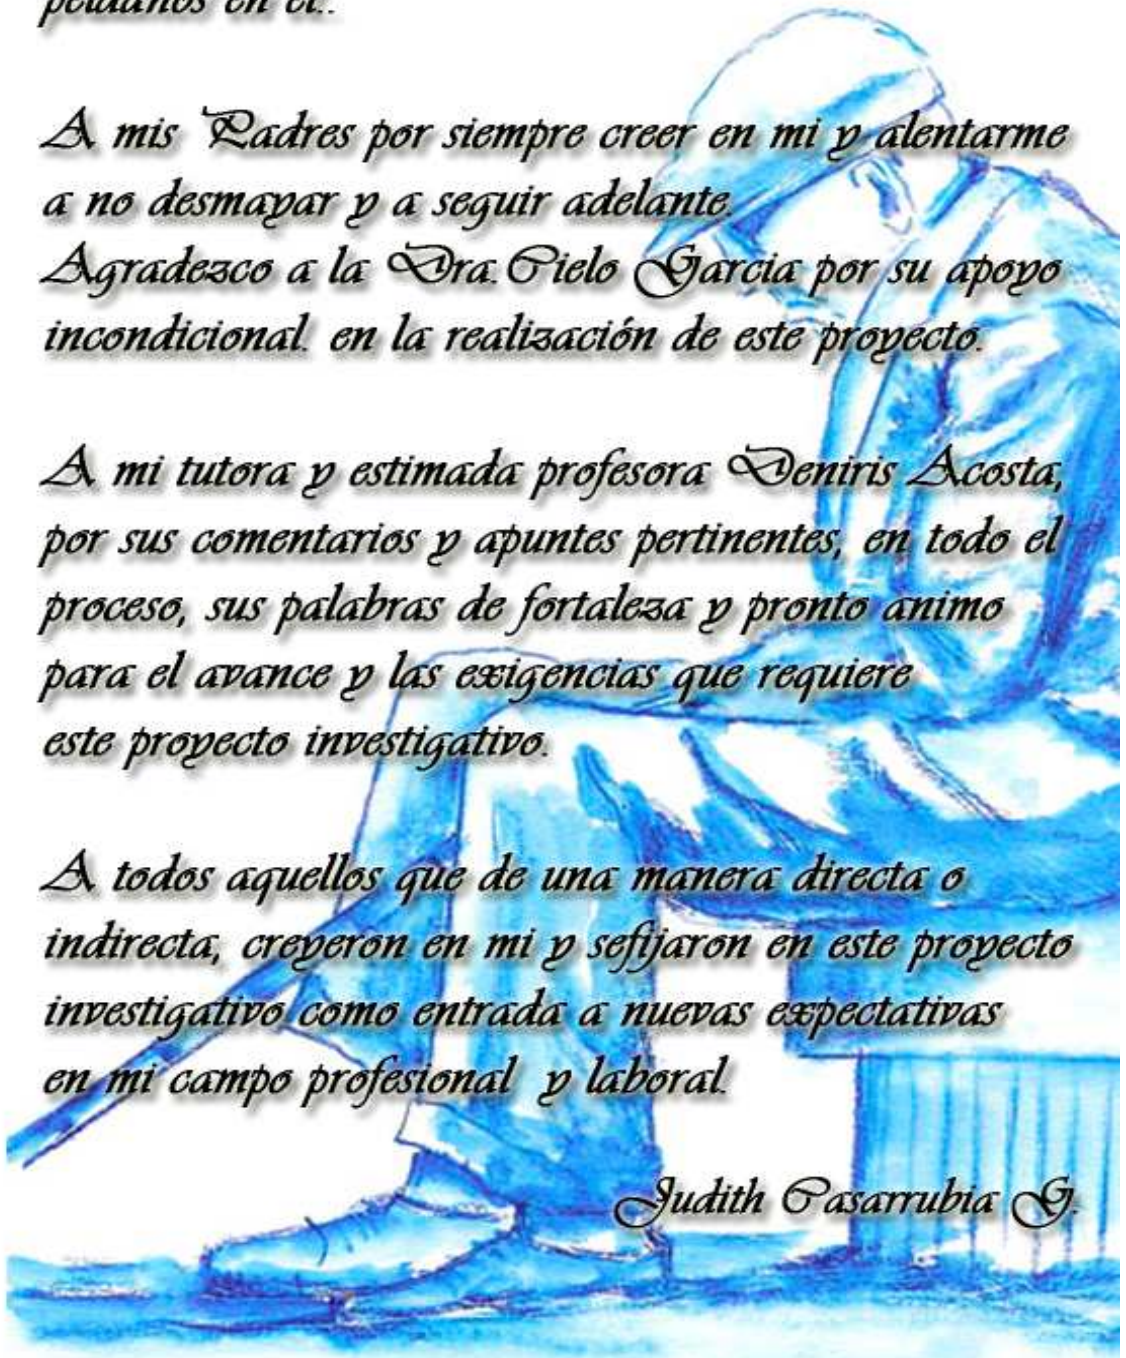 peldaños en el..
A mis Padres por siempre creer en mi y alentarme
a no desmayar y a seguir adelante.
Agradezco a la Dra.Cielo Garcia por su apoyo
incondicional. en la realización de este proyecto.
A mi tutora y estimada profesora Deniris Acosta,
por sus comentarios y apuntes pertinentes, en todo el
proceso, sus palabras de fortaleza y pronto animo
para el avance y las exigencias que requiere
este proyecto investigativo.
A todos aquellos que de una manera directa o
indirecta, creyeron en mi y sefijaron en este proyecto
investigativo como entrada a nuevas expectativas
en mi campo profesional y laboral.
Judith Casarrubia G.